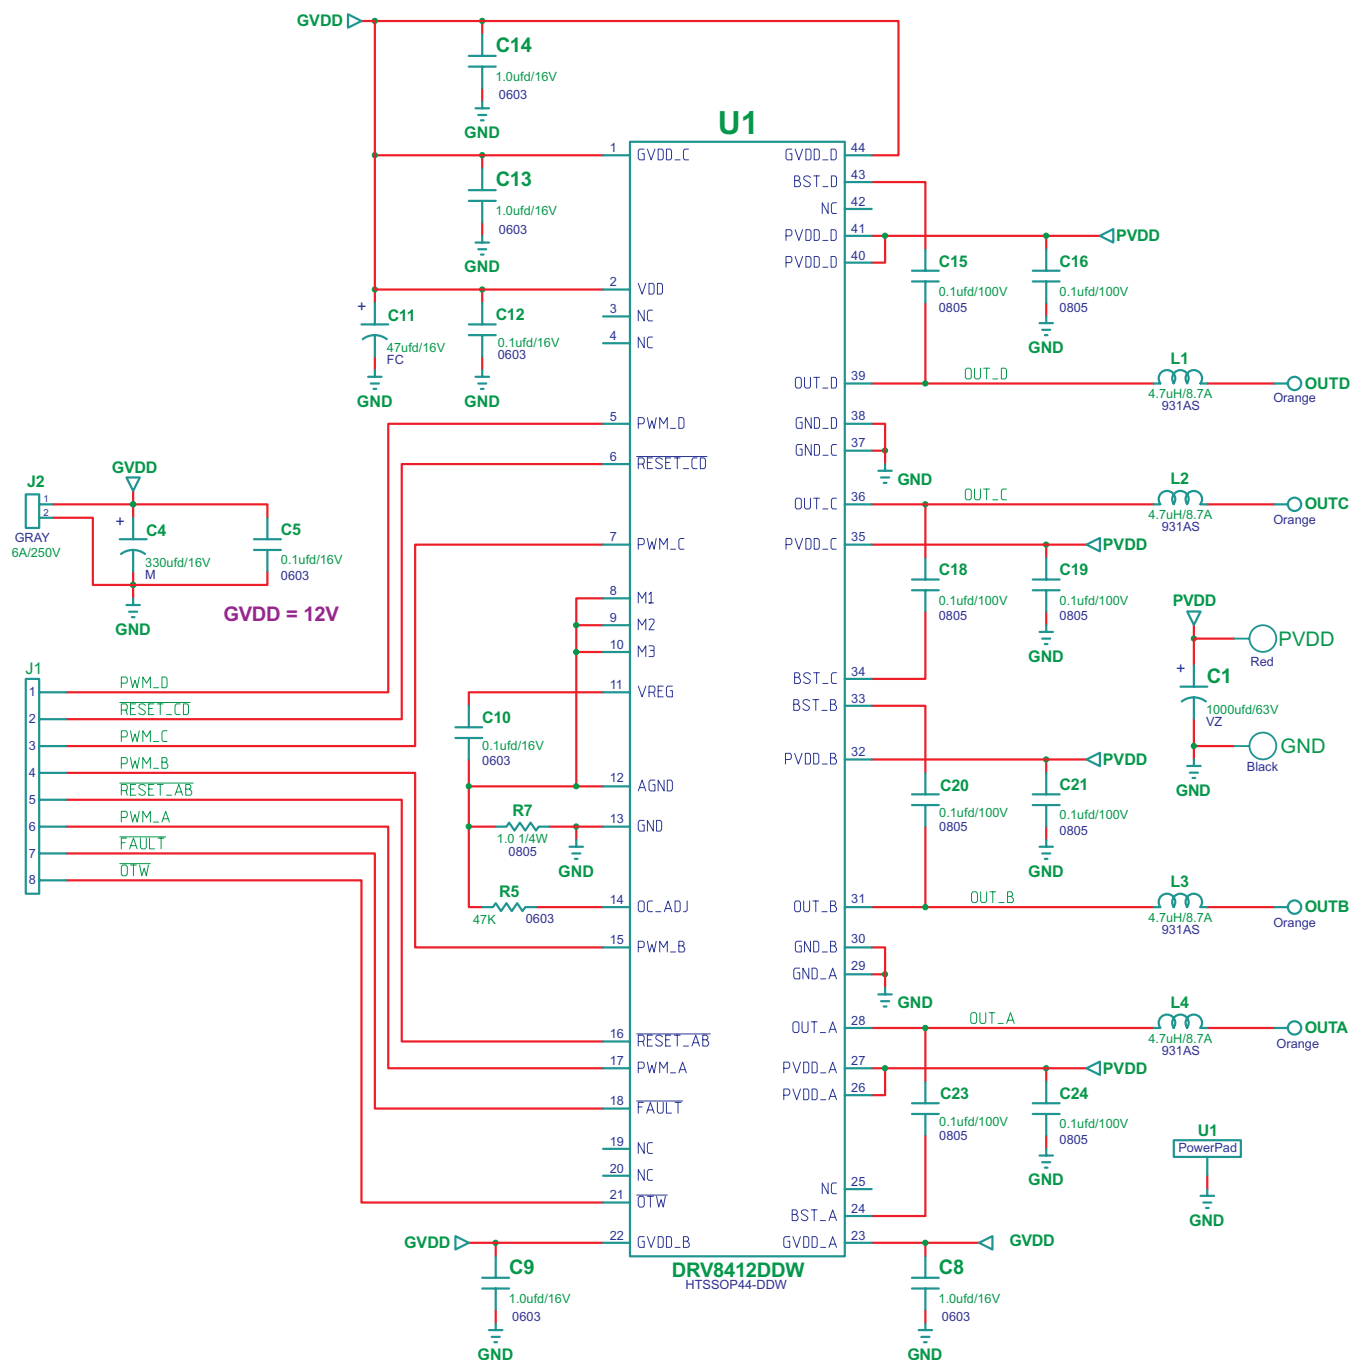 GVDD
C14
1.0ufd/16V
0603
GND
U1
1 GVDD_C
GVDD_D 44
C13
1.0ufd/16V
0603
GND
BST_D 43
NC 42
PVDD_D 41
PVDD_D 40
PVDD
C15
0.1ufd/100V
0805
C16
0.1ufd/100V
0805
GND
2 VDD
3 NC
4 NC
+
C11
47ufd/16V
FC
GND
C12
0.1ufd/16V
0603
GND
OUT_D 39
OUT_D
L1
4.7uH/8.7A
931AS
OUTD
Orange
5 PWM_D
6 RESET_CD
GND_D 38
GND_C 37
GND
J2
1
2
GRAY
6A/250V
GVDD
+
C4
330ufd/16V
M
GND
C5
0.1ufd/16V
0603
GVDD = 12V
OUT_C 36
OUT_C
L2
4.7uH/8.7A
931AS
OUTC
Orange
7 PWM_C
PVDD_C 35
PVDD
C18
0.1ufd/100V
0805
C19
0.1ufd/100V
0805
GND
8 M1
9 M2
10 M3
11 VREG
BST_C 34
BST_B 33
PVDD
+
C1
1000ufd/63V
VZ
GND
PVDD
Red
GND
Black
J1
1 PWM_D
2 RESET_CD
3 PWM_C
4 PWM_B
5 RESET_AB
6 PWM_A
7 FAULT
8 OTW
C10
0.1ufd/16V
0603
PVDD_B 32
PVDD
12 AGND
13 GND
C20
0.1ufd/100V
0805
C21
0.1ufd/100V
0805
GND
R7
1.0 1/4W
0805
GND
R5
47K
0603
14 OC_ADJ
15 PWM_B
OUT_B 31
OUT_B
L3
4.7uH/8.7A
931AS
OUTB
Orange
GND_B 30
GND_A 29
GND
16 RESET_AB
17 PWM_A
18 FAULT
OUT_A 28
OUT_A
L4
4.7uH/8.7A
931AS
OUTA
Orange
PVDD_A 27
PVDD_A 26
PVDD
C23
0.1ufd/100V
0805
C24
0.1ufd/100V
0805
GND
19 NC
20 NC
21 OTW
NC 25
BST_A 24
U1
PowerPad
GND
GVDD
22 GVDD_B
GVDD_A 23
GVDD
C9
1.0ufd/16V
0603
GND
DRV8412DDW
HTSSOP44-DDW
C8
1.0ufd/16V
0603
GND